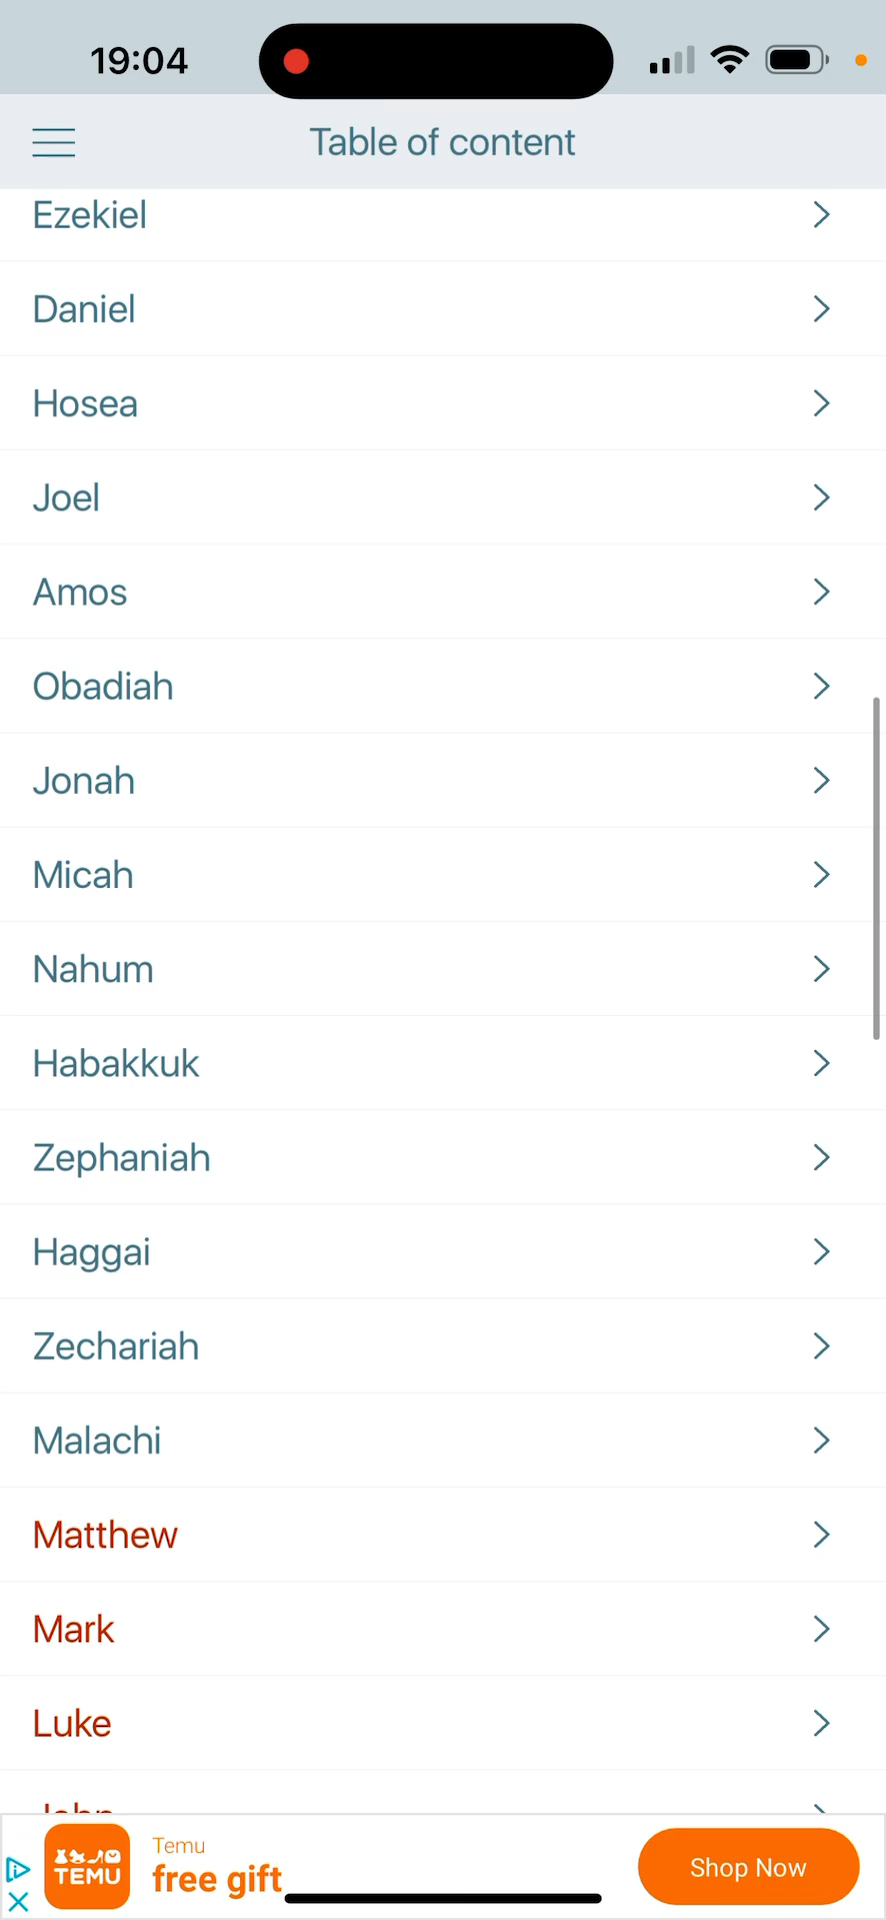 19:04
Table of content
Ezekiel
Daniel
Hosea
Joel
Amos
Obadiah
Jonah
Micah
Nahum
Habakkuk
Zephaniah
Haggai
Zechariah
Malachi
Matthew
Mark
Luke
John
TEMU
Temu
free gift
Shop Now